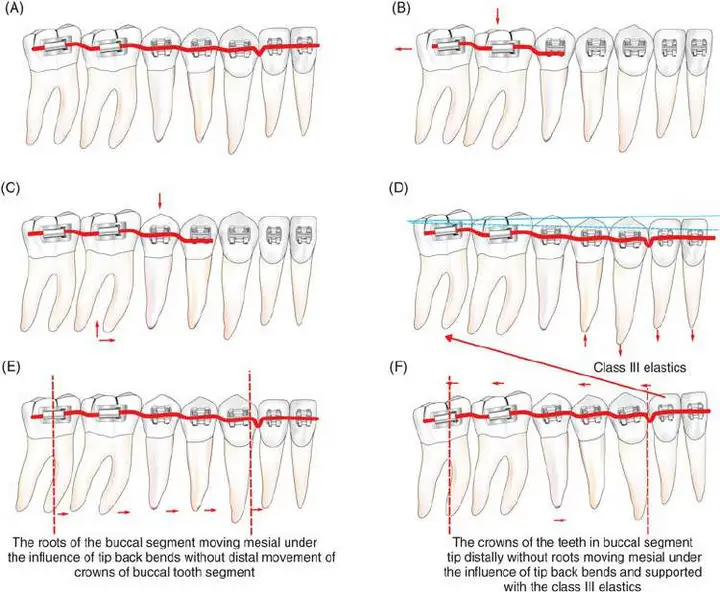 (A)
(B)
(C)
(D)
Class III elastics
(E)
(F)
The roots of the buccal segment moving mesial under
the influence of tip back bends without distal movement of
crowns of buccal tooth segment
The crowns of the teeth in buccal segment
tip distally without roots moving mesial under
the influence of tip back bends and supported
with the class III elastics